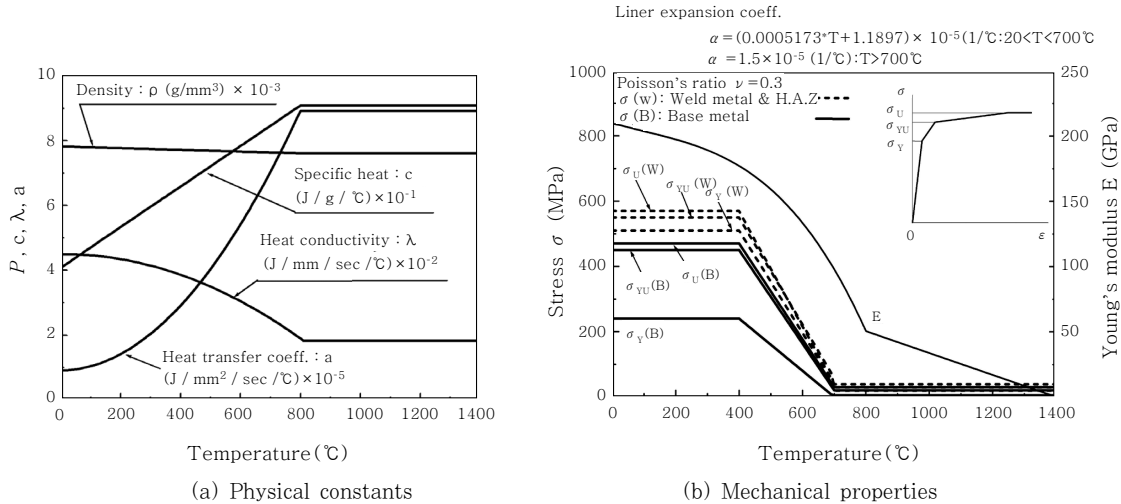 Liner expansion coeff.
α=(0.0005173*T+1.1897)× 10-5(1/℃:20<T<700℃
α =1.5×10-5 (1/℃):T>700℃
10
8
6
4
2
0
P, c, λ, a
Density : ρ (g/mm3) × 10-3
Specific heat : c
(J / g / ℃)×10-1
Heat conductivity : λ
(J / mm / sec /℃)×10-2
Heat transfer coeff. : a
(J / mm2 / sec /℃)×10-5
0 200 400 600 800 1000 1200 1400
Temperature(℃)
(a) Physical constants
1000
800
600
400
200
0
Stress σ (MPa)
Poisson's ratio ν=0.3
σ (w): Weld metal & H.A.Z
σ (B): Base metal
σU(W)
σYU(W)
σY(W)
σYU(B)
σU(B)
σY(B)
E
σ
σU
σYU
σY
0
ε
250
200
150
100
50
Young's modulus E (GPa)
0 200 400 600 800 1000 1200 1400
Temperature(℃)
(b) Mechanical properties